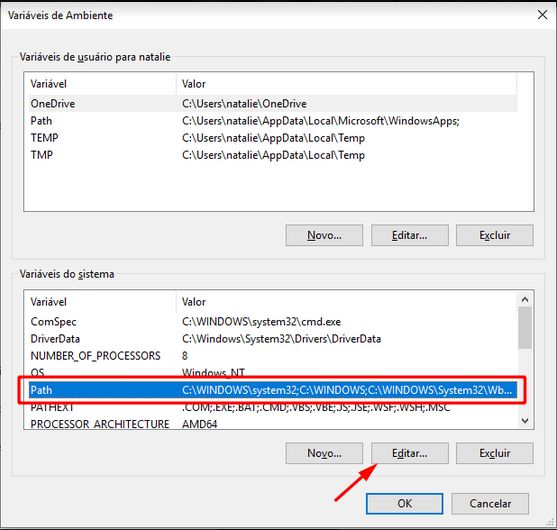 Variáveis de Ambiente
Variáveis de usuário para natalie
Variável Valor
OneDrive C:\Users\natalie\OneDrive
Path C:\Users\natalie\AppData\Local\Microsoft\WindowsApps;
TEMP C:\Users\natalie\AppData\Local\Temp
TMP C:\Users\natalie\AppData\Local\Temp
Novo... Editar... Excluir
Variáveis do sistema
Variável Valor
ComSpec C:\WINDOWS\system32\cmd.exe
DriverData C:\Windows\System32\Drivers\DriverData
NUMBER_OF_PROCESSORS 8
OS Windows_NT
Path C:\WINDOWS\system32;C:\WINDOWS;C:\WINDOWS\System32\Wb...
PATHEXT .COM;.EXE;.BAT;.CMD;.VBS;.VBE;.JS;.JSE;.WSF;.WSH;.MSC
PROCESSOR_ARCHITECTURE AMD64
Novo... Editar... Excluir
OK Cancelar